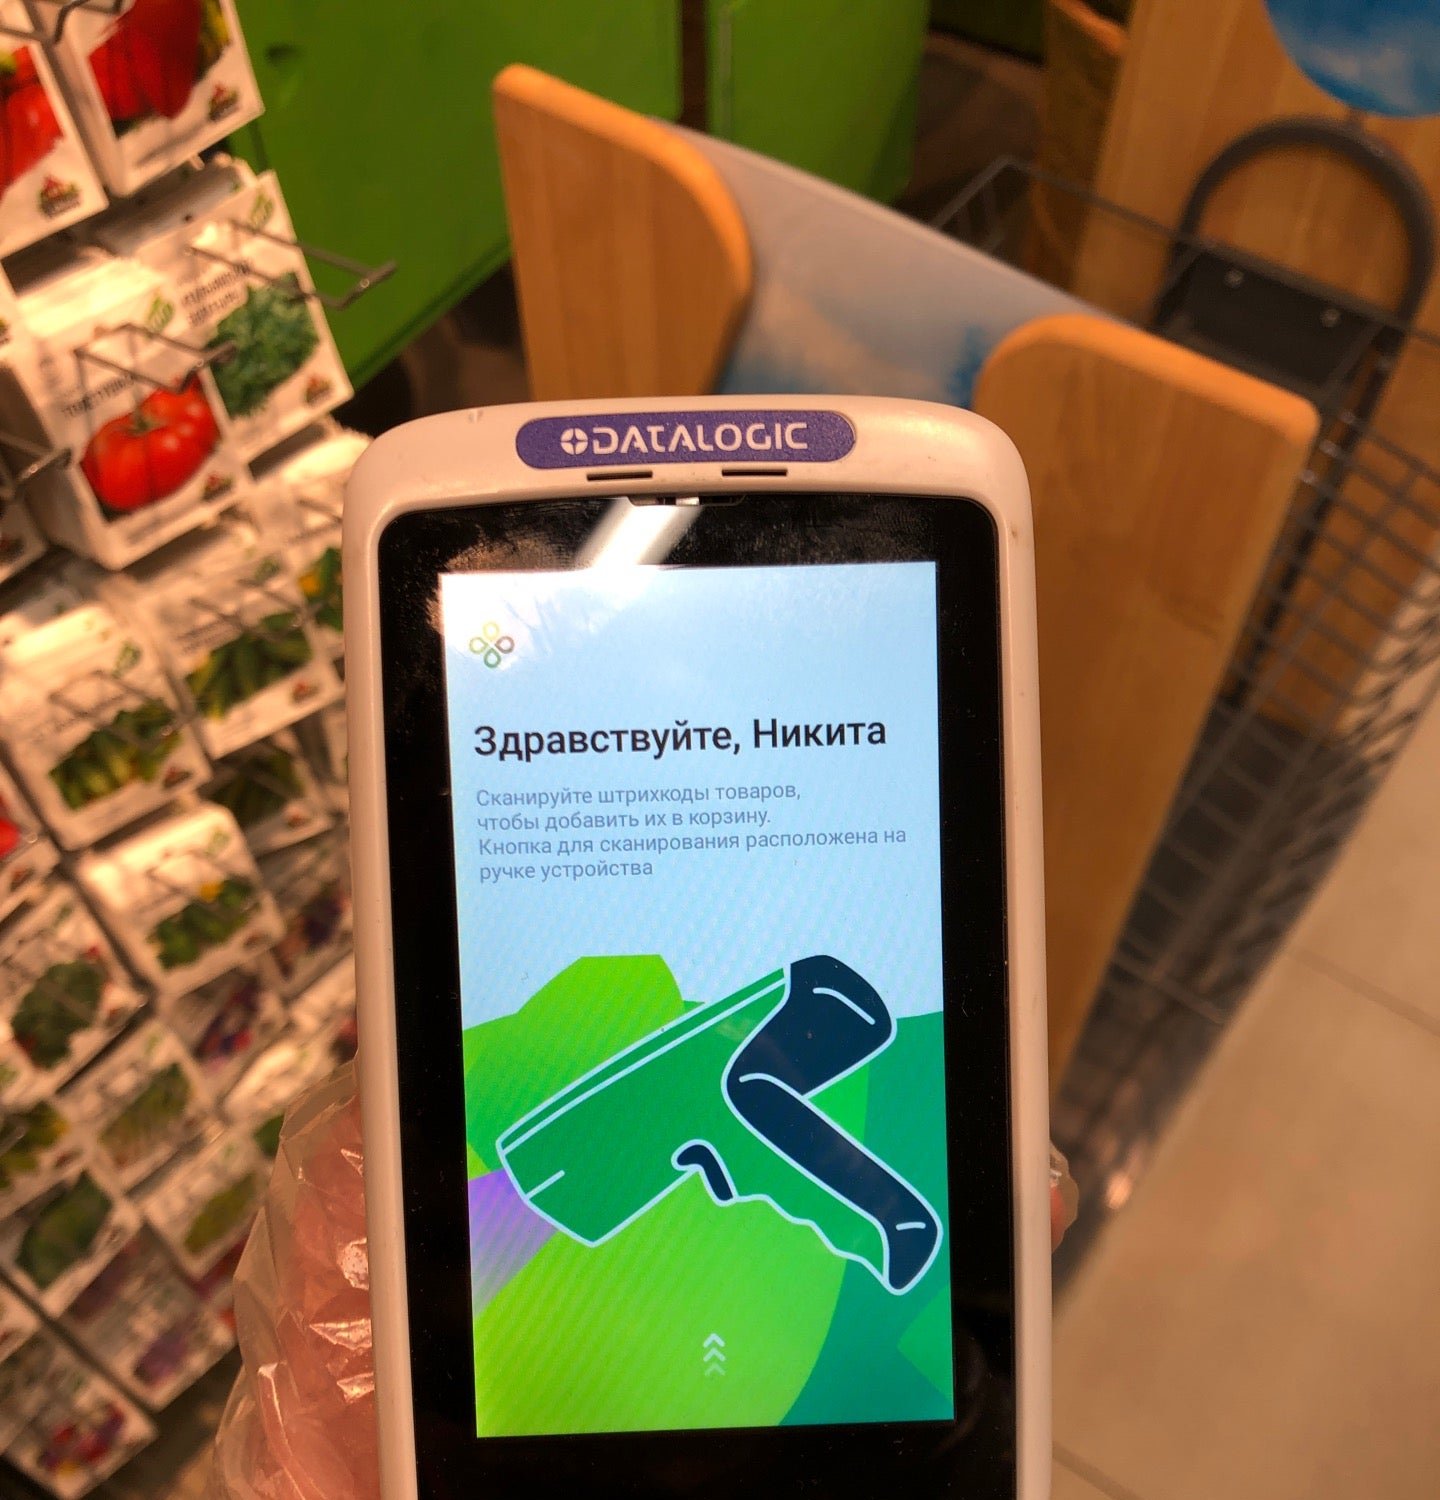 DATALOGIC
Здравствуйте, Никита
Сканируйте штрихкоды товаров,
чтобы добавить их в корзину.
Кнопка для сканирования расположена на
ручке устройства